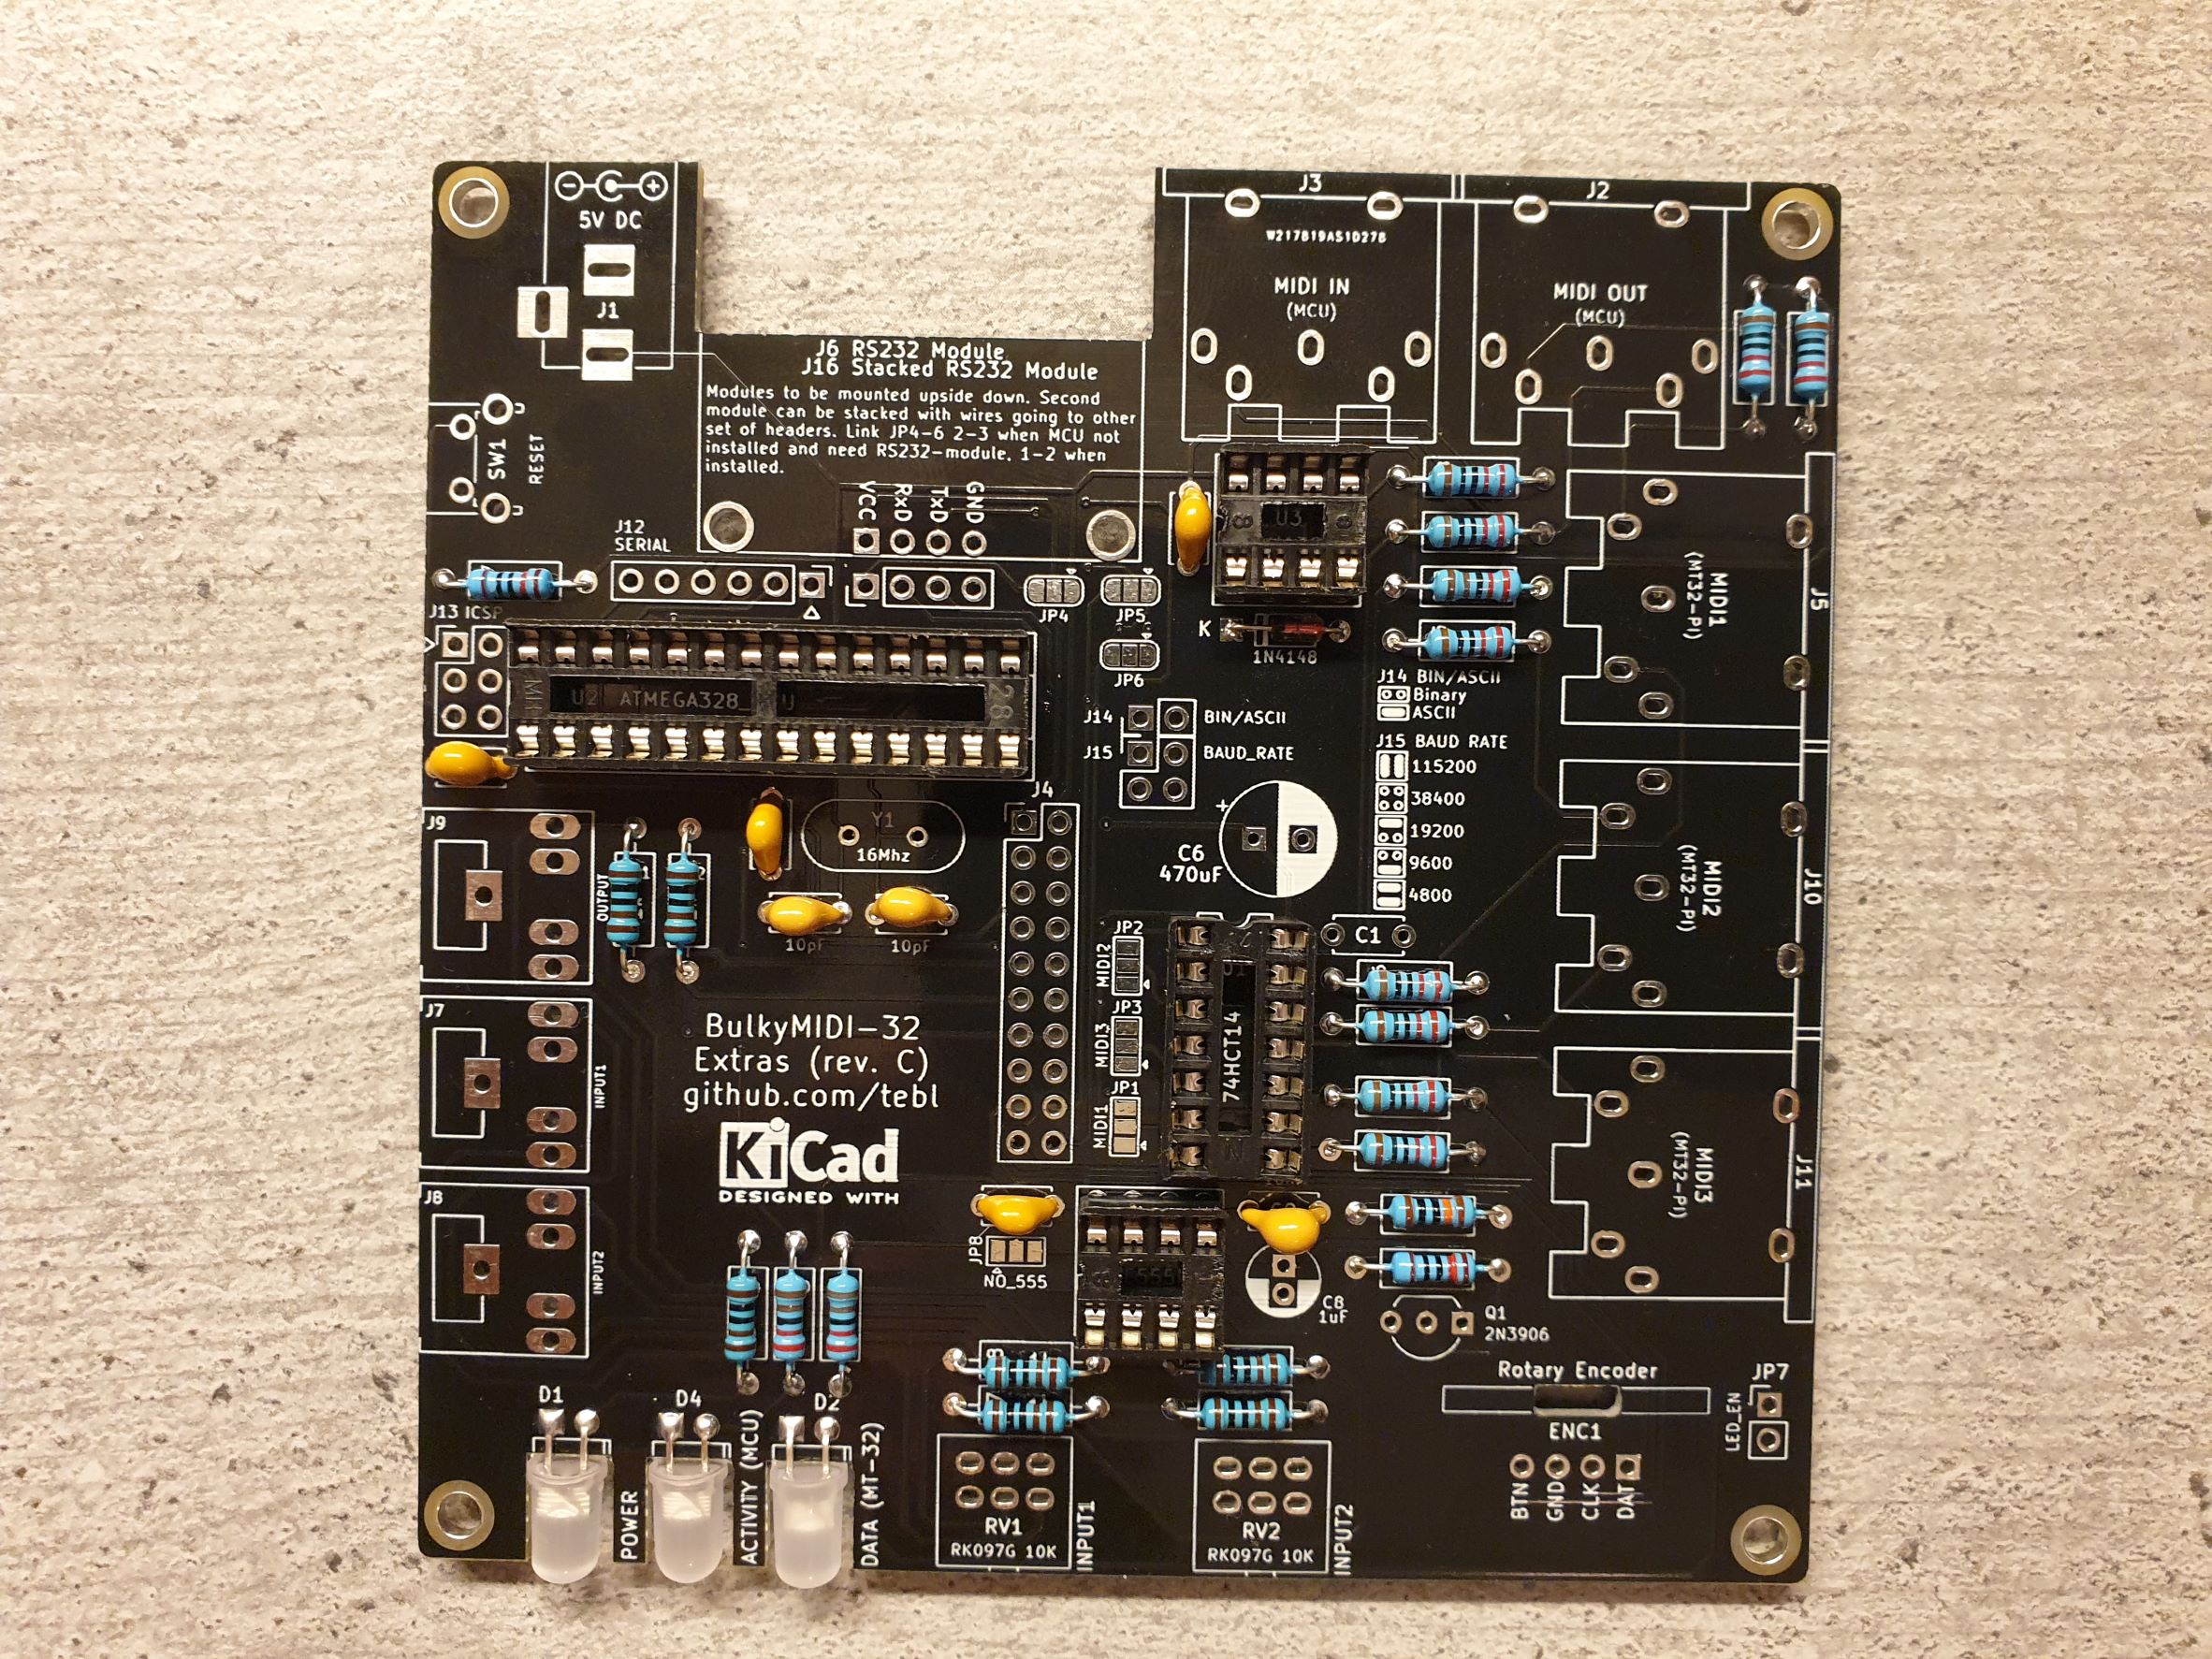 5V DC
J1
J3
W217819AS1D278
MIDI IN
(MCU)
J2
MIDI OUT
(MCU)
J6 RS232 Module
J16 Stacked RS232 Module
Modules to be mounted upside down. Second
module can be stacked with wires going to other
set of headers. Link JP4-6 2-3 when MCU not
installed and need RS232-module, 1-2 when
installed.
SW1
RESET
VCC
RxD
TxD
GND
J12
SERIAL
JP4
JP5
JP6
U3
K
1N4148
J13 ICSP
U2 ATMEGA328_
28
MIDI1
(MT32-PI)
J5
J14
BIN/ASCII
J15
BAUD_RATE
J14 BIN/ASCII
Binary
ASCII
J15 BAUD RATE
115200
38400
19200
9600
4800
J4
J9
OUTPUT
Y1
16Mhz
10pF
10pF
+
C6
470uF
MIDI2
(MT32-PI)
J10
C1
JP2
MIDI2
JP3
MIDI3
JP1
MIDI1
U1
74HCT14
J7
INPUT1
BulkyMIDI-32
Extras (rev. C)
github.com/tebl
KiCad
DESIGNED WITH
J8
INPUT2
MIDI3
(MT32-PI)
J11
JP8
NO_555
C8
1uF
Q1
2N3906
Rotary Encoder
ENC1
BTN
GND
CLK
DAT
JP7
LED_EN
D1
POWER
D4
ACTIVITY (MCU)
D2
DATA (MT-32)
RV1
RK097G 10K
INPUT1
RV2
RK097G 10K
INPUT2